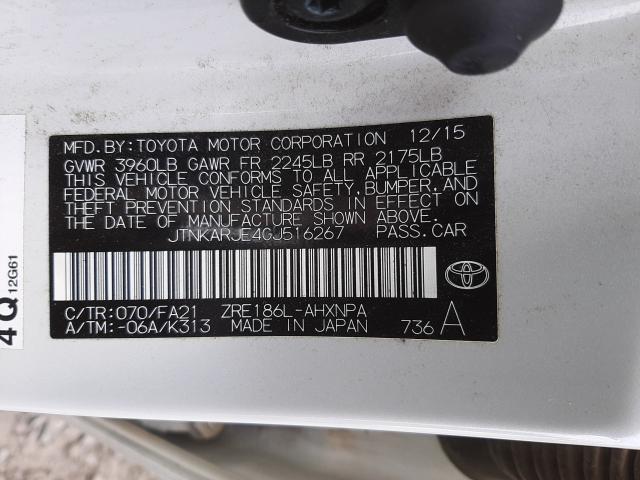 MFD.BY:TOYOTA MOTOR CORPORATION 12/15
GVWR 3960LB GAWR FR 2245LB RR 2175LB
THIS VEHICLE CONFORMS TO ALL APPLICABLE
FEDERAL MOTOR VEHICLE SAFETY,BUMPER,AND
THEFT PREVENTION STANDARDS IN EFFECT ON
THE DATE OF MANUFACTURE SHOWN ABOVE.
JTNKARJE4GJ516267 PASS.CAR
C/TR:070/FA21 ZRE186L-AHXNPA
A/TM:-06A/K313 MADE IN JAPAN 736 A
4Q 12G61